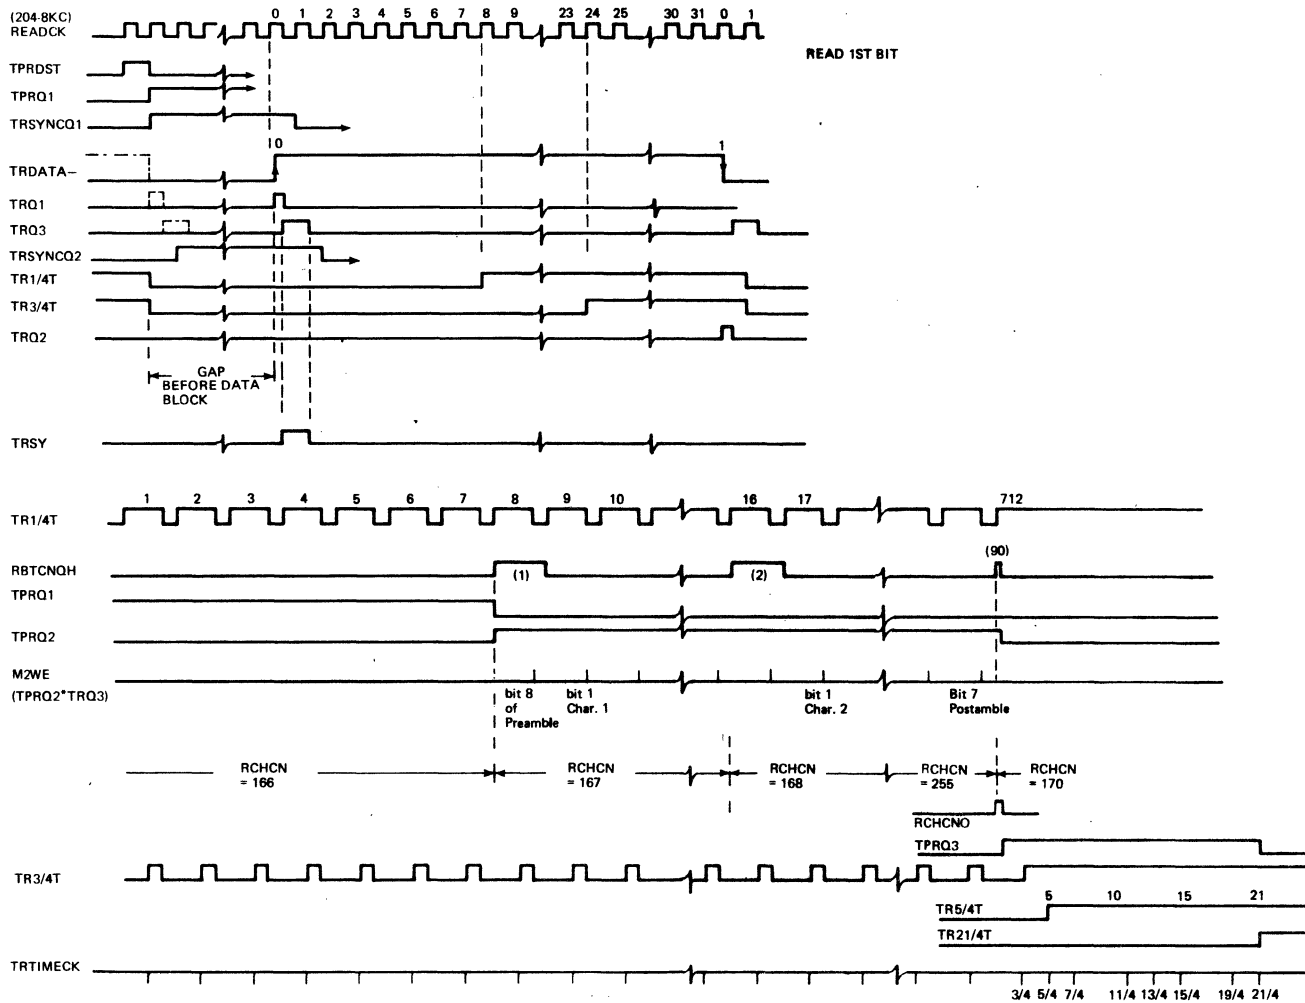 (204-8KC)
READCK
0 1 2 3 4 5 6 7 8 9 23 24 25 30 31 0 1
READ 1ST BIT
TPRDST
TPRQ1
TRSYNCQ1
0 1
TRDATA–
TRQ1
TRQ3
TRSYNCQ2
TR1/4T
TR3/4T
TRQ2
GAP
BEFORE DATA
BLOCK
TRSY
1 2 3 4 5 6 7 8 9 10 16 17 712
TR1/4T
(90)
RBTCNQH
(1) (2)
TPRQ1
TPRQ2
M2WE
(TPRQ2*TRQ3)
bit 8
of
Preamble
bit 1
Char. 1
bit 1
Char. 2
Bit 7
Postamble
RCHCN
= 166
RCHCN
= 167
RCHCN
= 168
RCHCN
= 255
RCHCN
= 170
RCHCNO
TPRQ3
TR3/4T
5 10 15 21
TR5/4T
TR21/4T
TRTIMECK
3/4 5/4 7/4 11/4 13/4 15/4 19/4 21/4